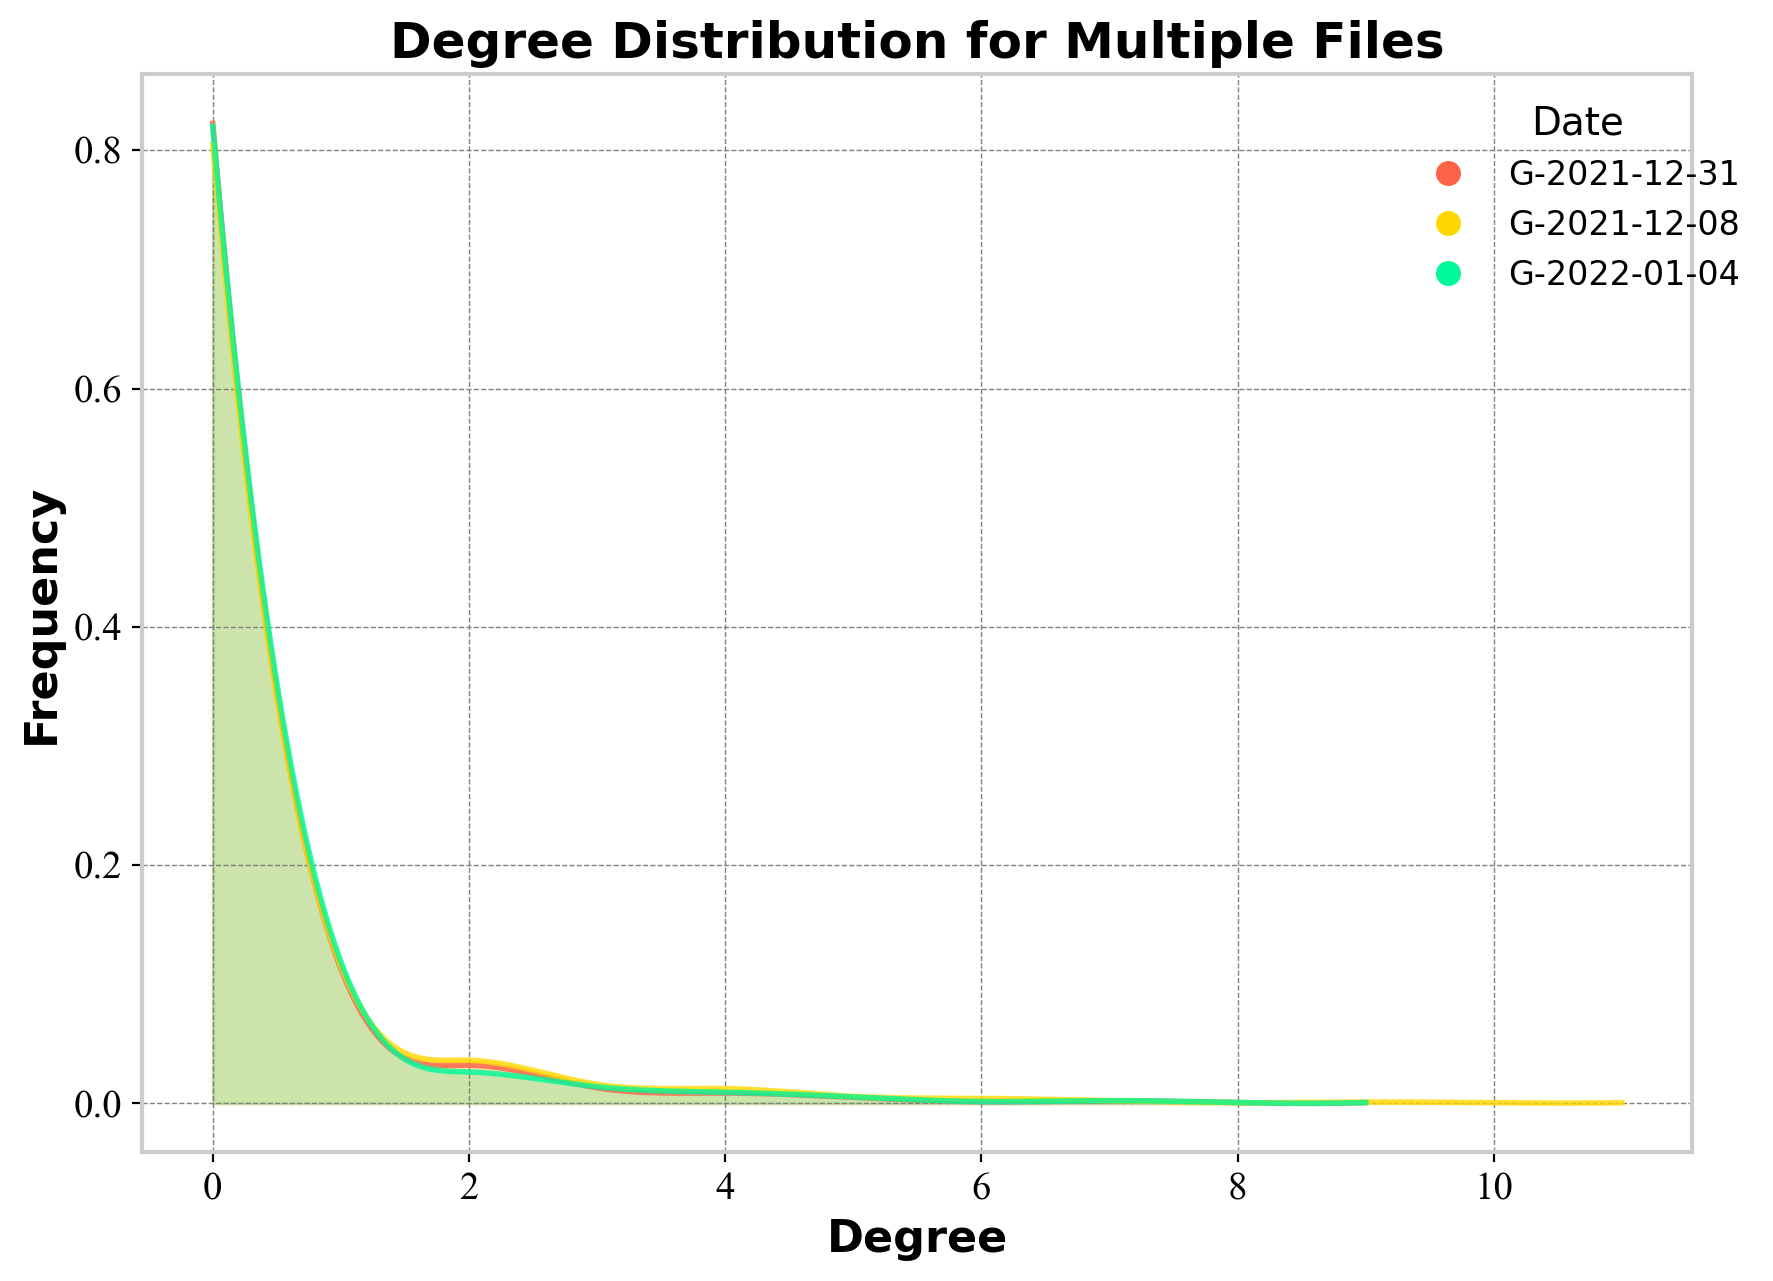 Degree Distribution for Multiple Files
Date
G-2021-12-31
G-2021-12-08
G-2022-01-04
Frequency
0.8
0.6
0.4
0.2
0.0
0 2 4 6 8 10
Degree